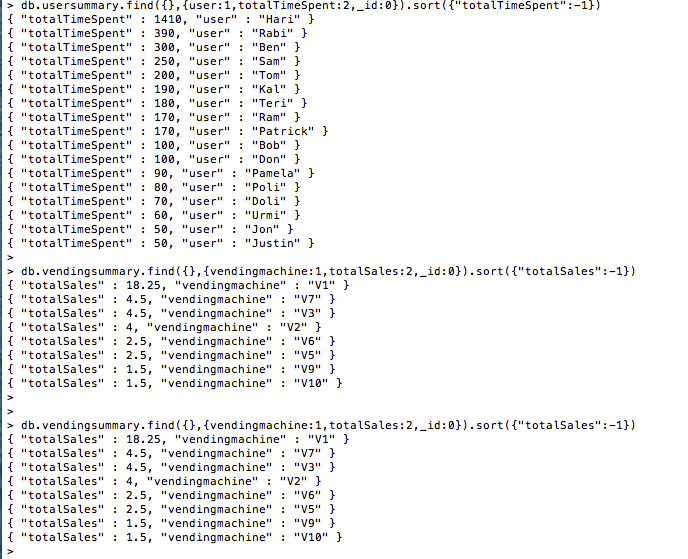 > db.usersummary.find({},{user:1,totalTimeSpent:2,_id:0}).sort({"totalTimeSpent":-1})
{ "totalTimeSpent" : 1410, "user" : "Hari" }
{ "totalTimeSpent" : 390, "user" : "Rabi" }
{ "totalTimeSpent" : 300, "user" : "Ben" }
{ "totalTimeSpent" : 250, "user" : "Sam" }
{ "totalTimeSpent" : 200, "user" : "Tom" }
{ "totalTimeSpent" : 190, "user" : "Kal" }
{ "totalTimeSpent" : 180, "user" : "Teri" }
{ "totalTimeSpent" : 170, "user" : "Ram" }
{ "totalTimeSpent" : 170, "user" : "Patrick" }
{ "totalTimeSpent" : 100, "user" : "Bob" }
{ "totalTimeSpent" : 100, "user" : "Don" }
{ "totalTimeSpent" : 90, "user" : "Pamela" }
{ "totalTimeSpent" : 80, "user" : "Poli" }
{ "totalTimeSpent" : 70, "user" : "Doli" }
{ "totalTimeSpent" : 60, "user" : "Urmi" }
{ "totalTimeSpent" : 50, "user" : "Jon" }
{ "totalTimeSpent" : 50, "user" : "Justin" }
>
> db.vendingsummary.find({},{vendingmachine:1,totalSales:2,_id:0}).sort({"totalSales":-1})
{ "totalSales" : 18.25, "vendingmachine" : "V1" }
{ "totalSales" : 4.5, "vendingmachine" : "V7" }
{ "totalSales" : 4.5, "vendingmachine" : "V3" }
{ "totalSales" : 4, "vendingmachine" : "V2" }
{ "totalSales" : 2.5, "vendingmachine" : "V6" }
{ "totalSales" : 2.5, "vendingmachine" : "V5" }
{ "totalSales" : 1.5, "vendingmachine" : "V9" }
{ "totalSales" : 1.5, "vendingmachine" : "V10" }
>
>
> db.vendingsummary.find({},{vendingmachine:1,totalSales:2,_id:0}).sort({"totalSales":-1})
{ "totalSales" : 18.25, "vendingmachine" : "V1" }
{ "totalSales" : 4.5, "vendingmachine" : "V7" }
{ "totalSales" : 4.5, "vendingmachine" : "V3" }
{ "totalSales" : 4, "vendingmachine" : "V2" }
{ "totalSales" : 2.5, "vendingmachine" : "V6" }
{ "totalSales" : 2.5, "vendingmachine" : "V5" }
{ "totalSales" : 1.5, "vendingmachine" : "V9" }
{ "totalSales" : 1.5, "vendingmachine" : "V10" }
>